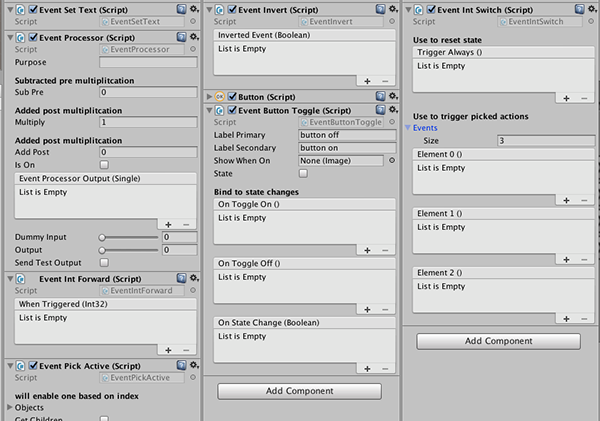 Event Set Text (Script)
Script EventSetText
Event Processor (Script)
Script EventProcessor
Purpose
Subtracted pre multiplitcation
Sub Pre 0
Added post multiplitcation
Multiply 1
Added post multiplitcation
Add Post 0
Is On
Event Processor Output (Single)
List is Empty
+ −
Dummy Input 0
Output 0
Send Test Output
Event Int Forward (Script)
Script EventIntForward
When Triggered (Int32)
List is Empty
+ −
Event Pick Active (Script)
Script EventPickActive
will enable one based on index
Objects
Get Children
Event Invert (Script)
Script EventInvert
Inverted Event (Boolean)
List is Empty
+ −
OK Button (Script)
Event Button Toggle (Script)
Script EventButtonToggle
Label Primary button off
Label Secondary button on
Show When On None (Image)
State
Bind to state changes
On Toggle On ()
List is Empty
+ −
On Toggle Off ()
List is Empty
+ −
On State Change (Boolean)
List is Empty
+ −
Add Component
Event Int Switch (Script)
Script EventIntSwitch
Use to reset state
Trigger Always ()
List is Empty
+ −
Use to trigger picked actions
Events
Size 3
Element 0 ()
List is Empty
+ −
Element 1 ()
List is Empty
+ −
Element 2 ()
List is Empty
+ −
Add Component